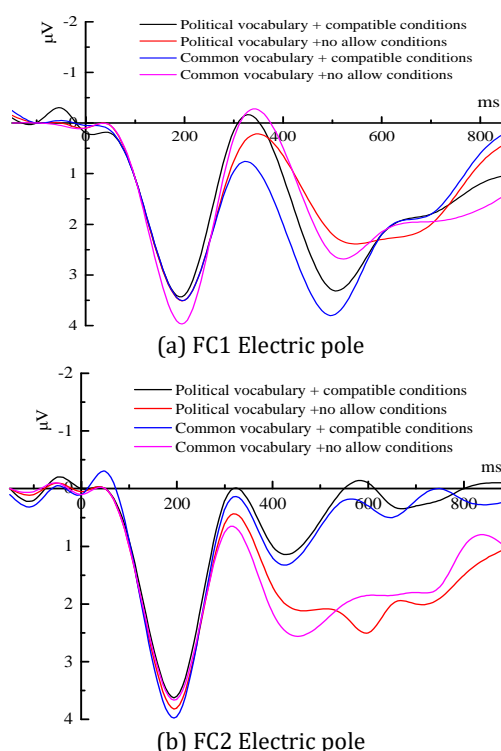 -2
Political vocabulary + compatible conditions
Political vocabulary +no allow conditions
Common vocabulary + compatible conditions
Common vocabulary +no allow conditions
μV
-1
ms
0
200
400
600
800
1
2
3
4
(a) FC1 Electric pole
-2
Political vocabulary + compatible conditions
Political vocabulary +no allow conditions
Common vocabulary + compatible conditions
Common vocabulary +no allow conditions
μV
-1
ms
0
200
400
600
800
1
2
3
4
(b) FC2 Electric pole